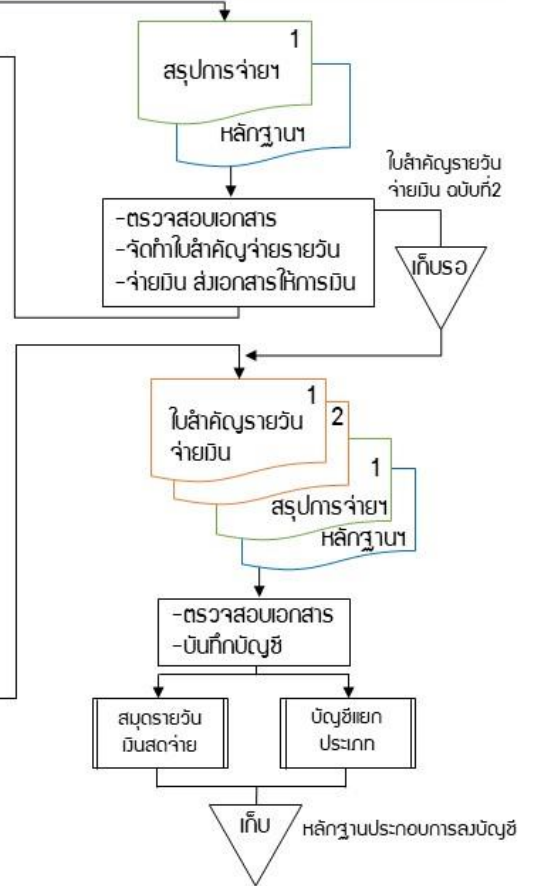 1
สรุปการจ่ายฯ
หลักฐานฯ
ใบสำคัญรายวัน
จ่ายเงิน ฉบับที่2
-ตรวจสอบเอกสาร
-จัดทำใบสำคัญจ่ายรายวัน
-จ่ายเงิน ส่งเอกสารให้การเงิน
เก็บรอ
1
2
ใบสำคัญรายวัน
จ่ายเงิน
1
สรุปการจ่ายฯ
หลักฐานฯ
-ตรวจสอบเอกสาร
-บันทึกบัญชี
สมุดรายวัน
เงินสดจ่าย
บัญชีแยก
ประเภท
เก็บ
หลักฐานประกอบการลงบัญชี